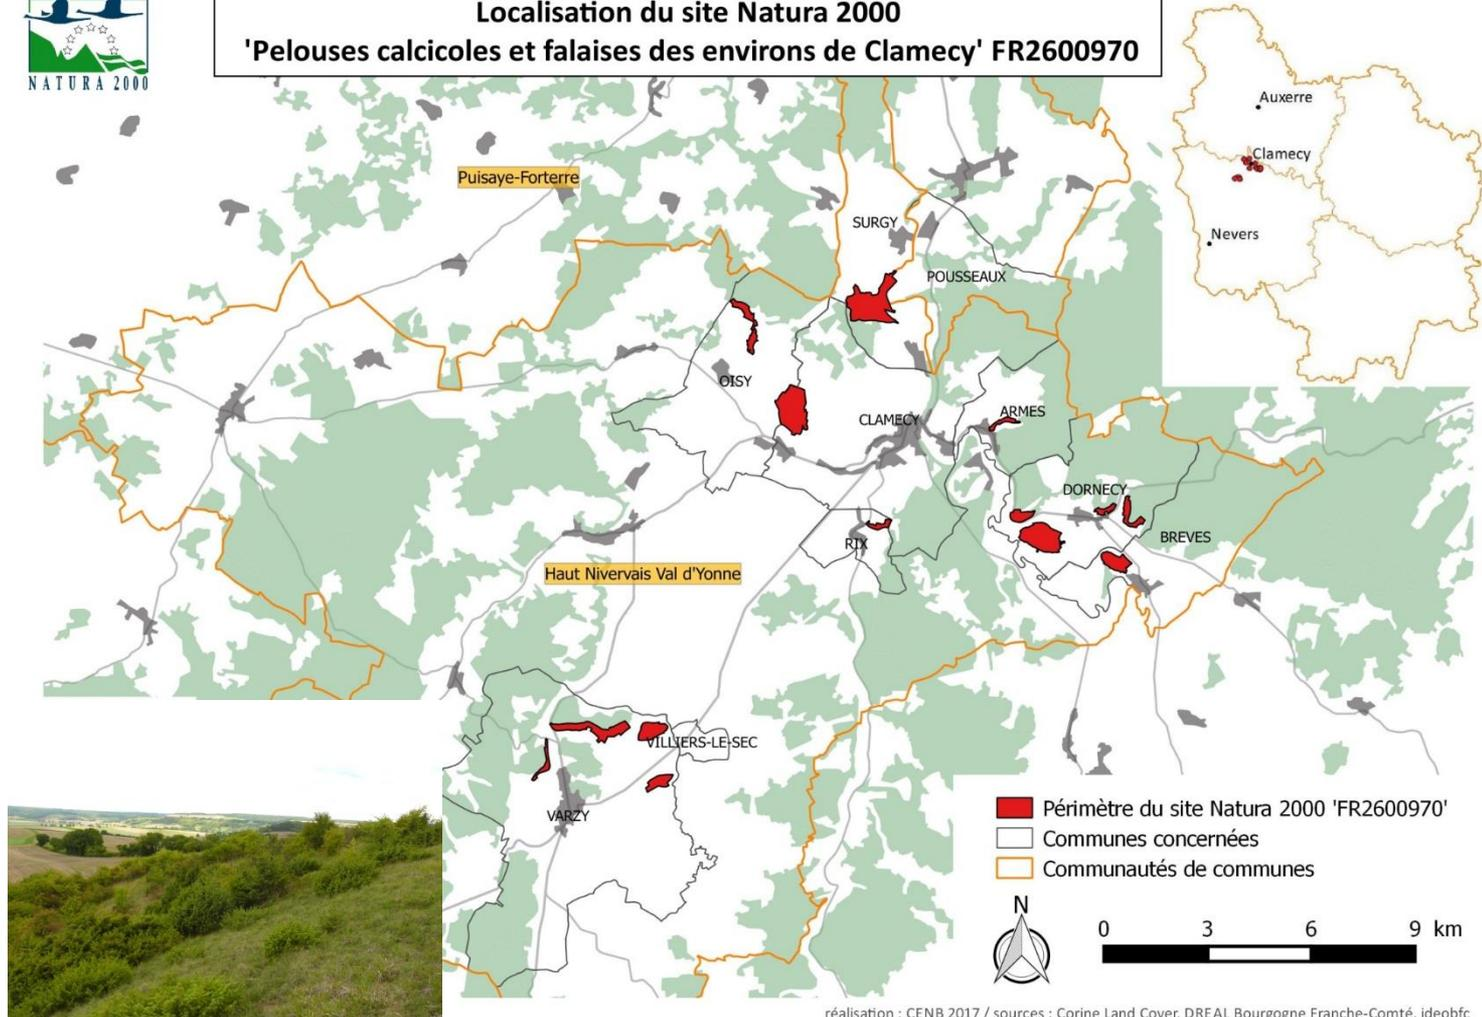 NATURA 2000
Localisation du site Natura 2000
'Pelouses calcicoles et falaises des environs de Clamecy' FR2600970
Auxerre
Clamecy
Nevers
Puisaye-Forterre
SURGY
POUSSEAUX
OISY
CLAMECY
ARMES
DORNECY
BREVES
RIX
Haut Nivervais Val d'Yonne
VILLIERS-LE-SEC
VARZY
Périmètre du site Natura 2000 'FR2600970'
Communes concernées
Communautés de communes
N
0 3 6 9 km
réalisation : CENB 2017 / sources : Corine Land Cover, DREAL Bourgogne Franche-Comté, ideobfc